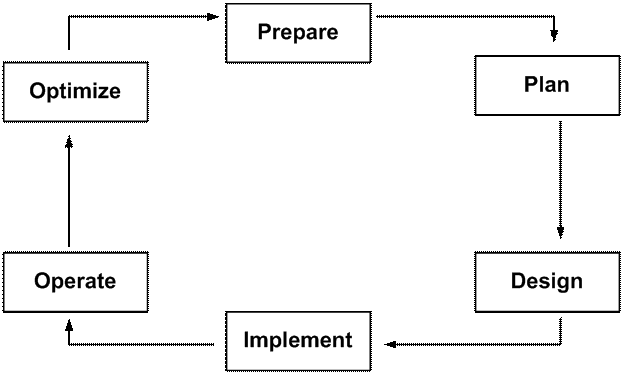 Prepare
Plan
Design
Implement
Operate
Optimize